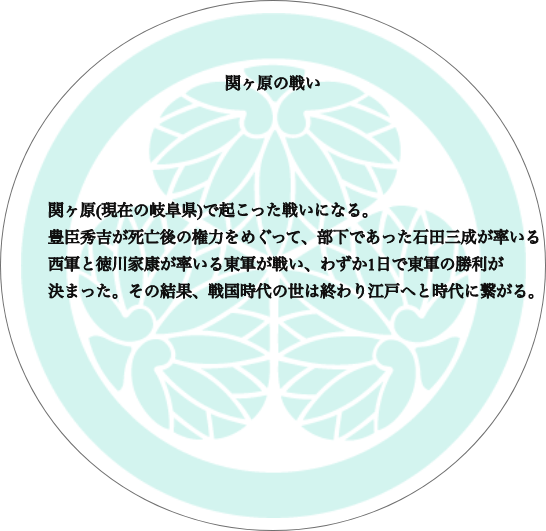 関ヶ原の戦い
関ヶ原(現在の岐阜県)で起こった戦いになる。
豊臣秀吉が死亡後の権力をめぐって、部下であった石田三成が率いる
西軍と徳川家康が率いる東軍が戦い、わずか1日で東軍の勝利が
決まった。その結果、戦国時代の世は終わり江戸へと時代に繋がる。